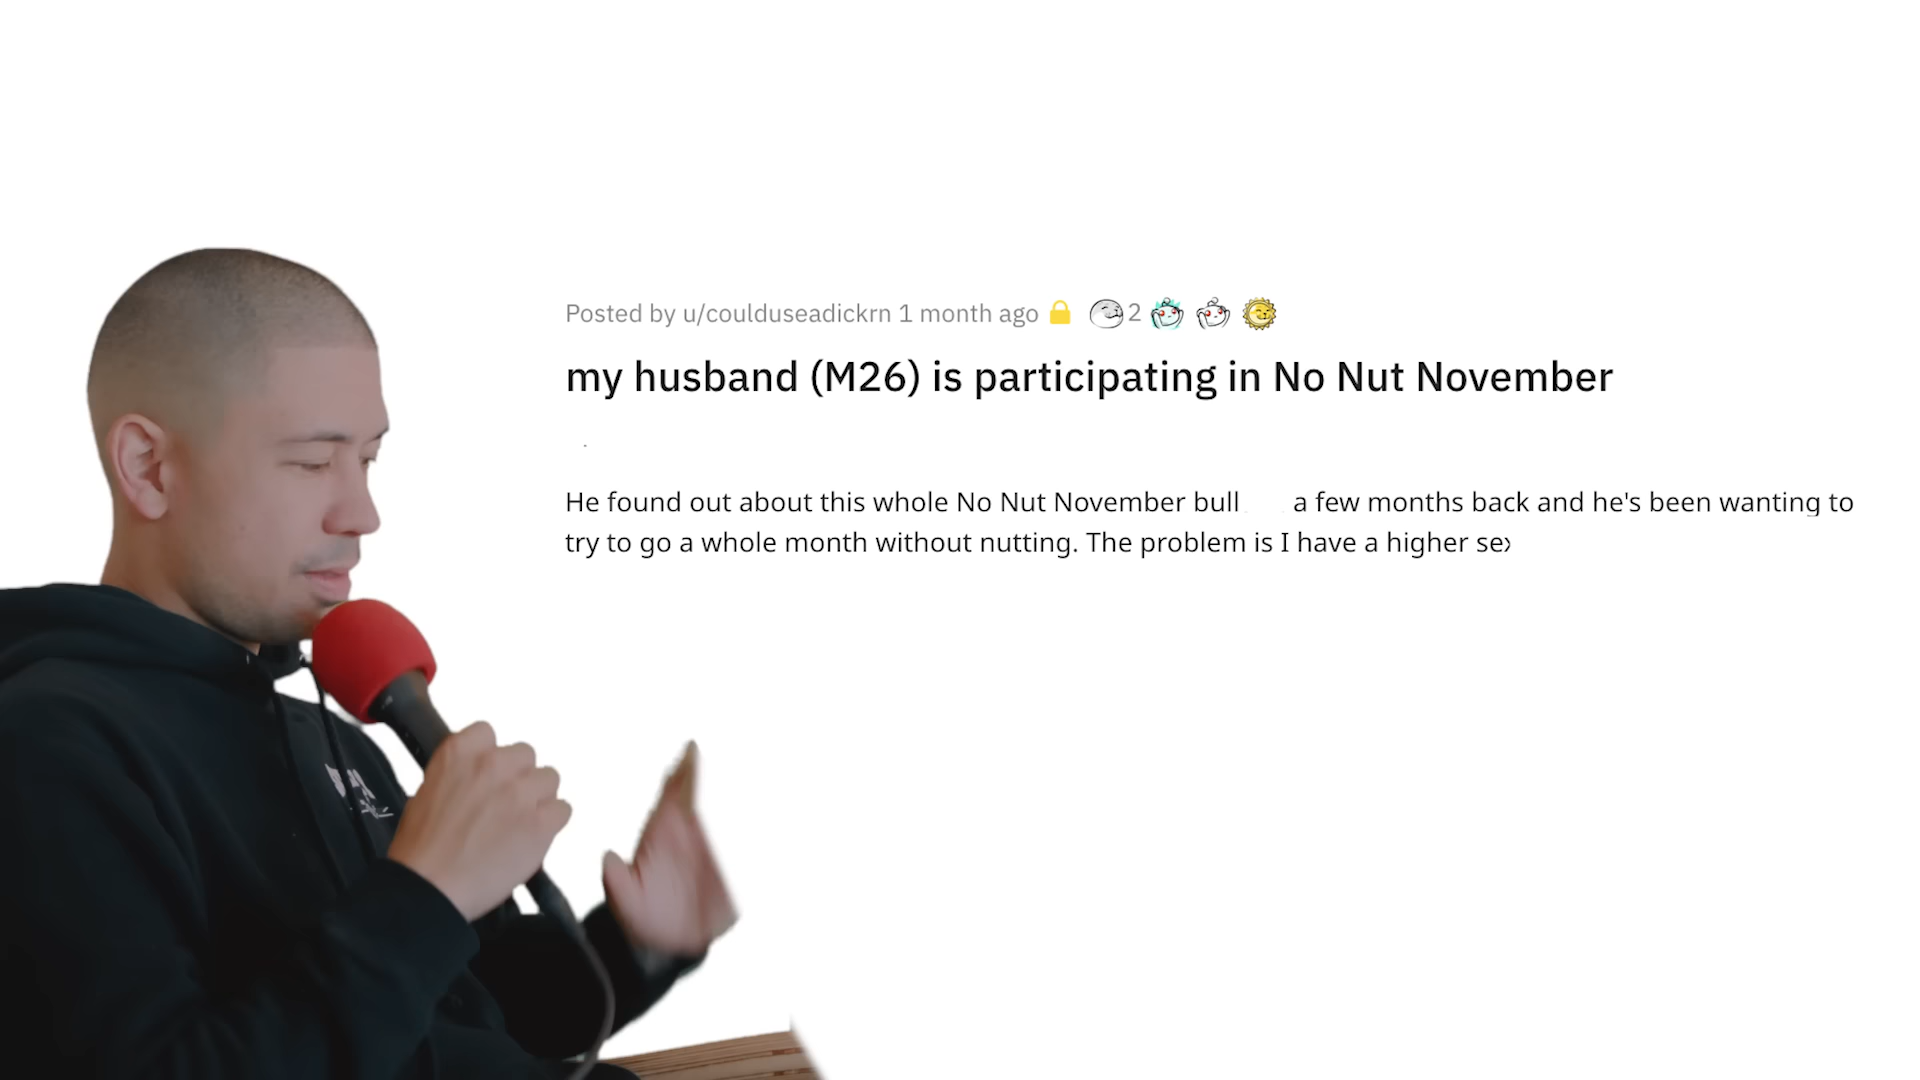 Posted by u/coulduseadickrn 1 month ago 2
my husband (M26) is participating in No Nut November
He found out about this whole No Nut November bull a few months back and he's been wanting to
try to go a whole month without nutting. The problem is I have a higher sex